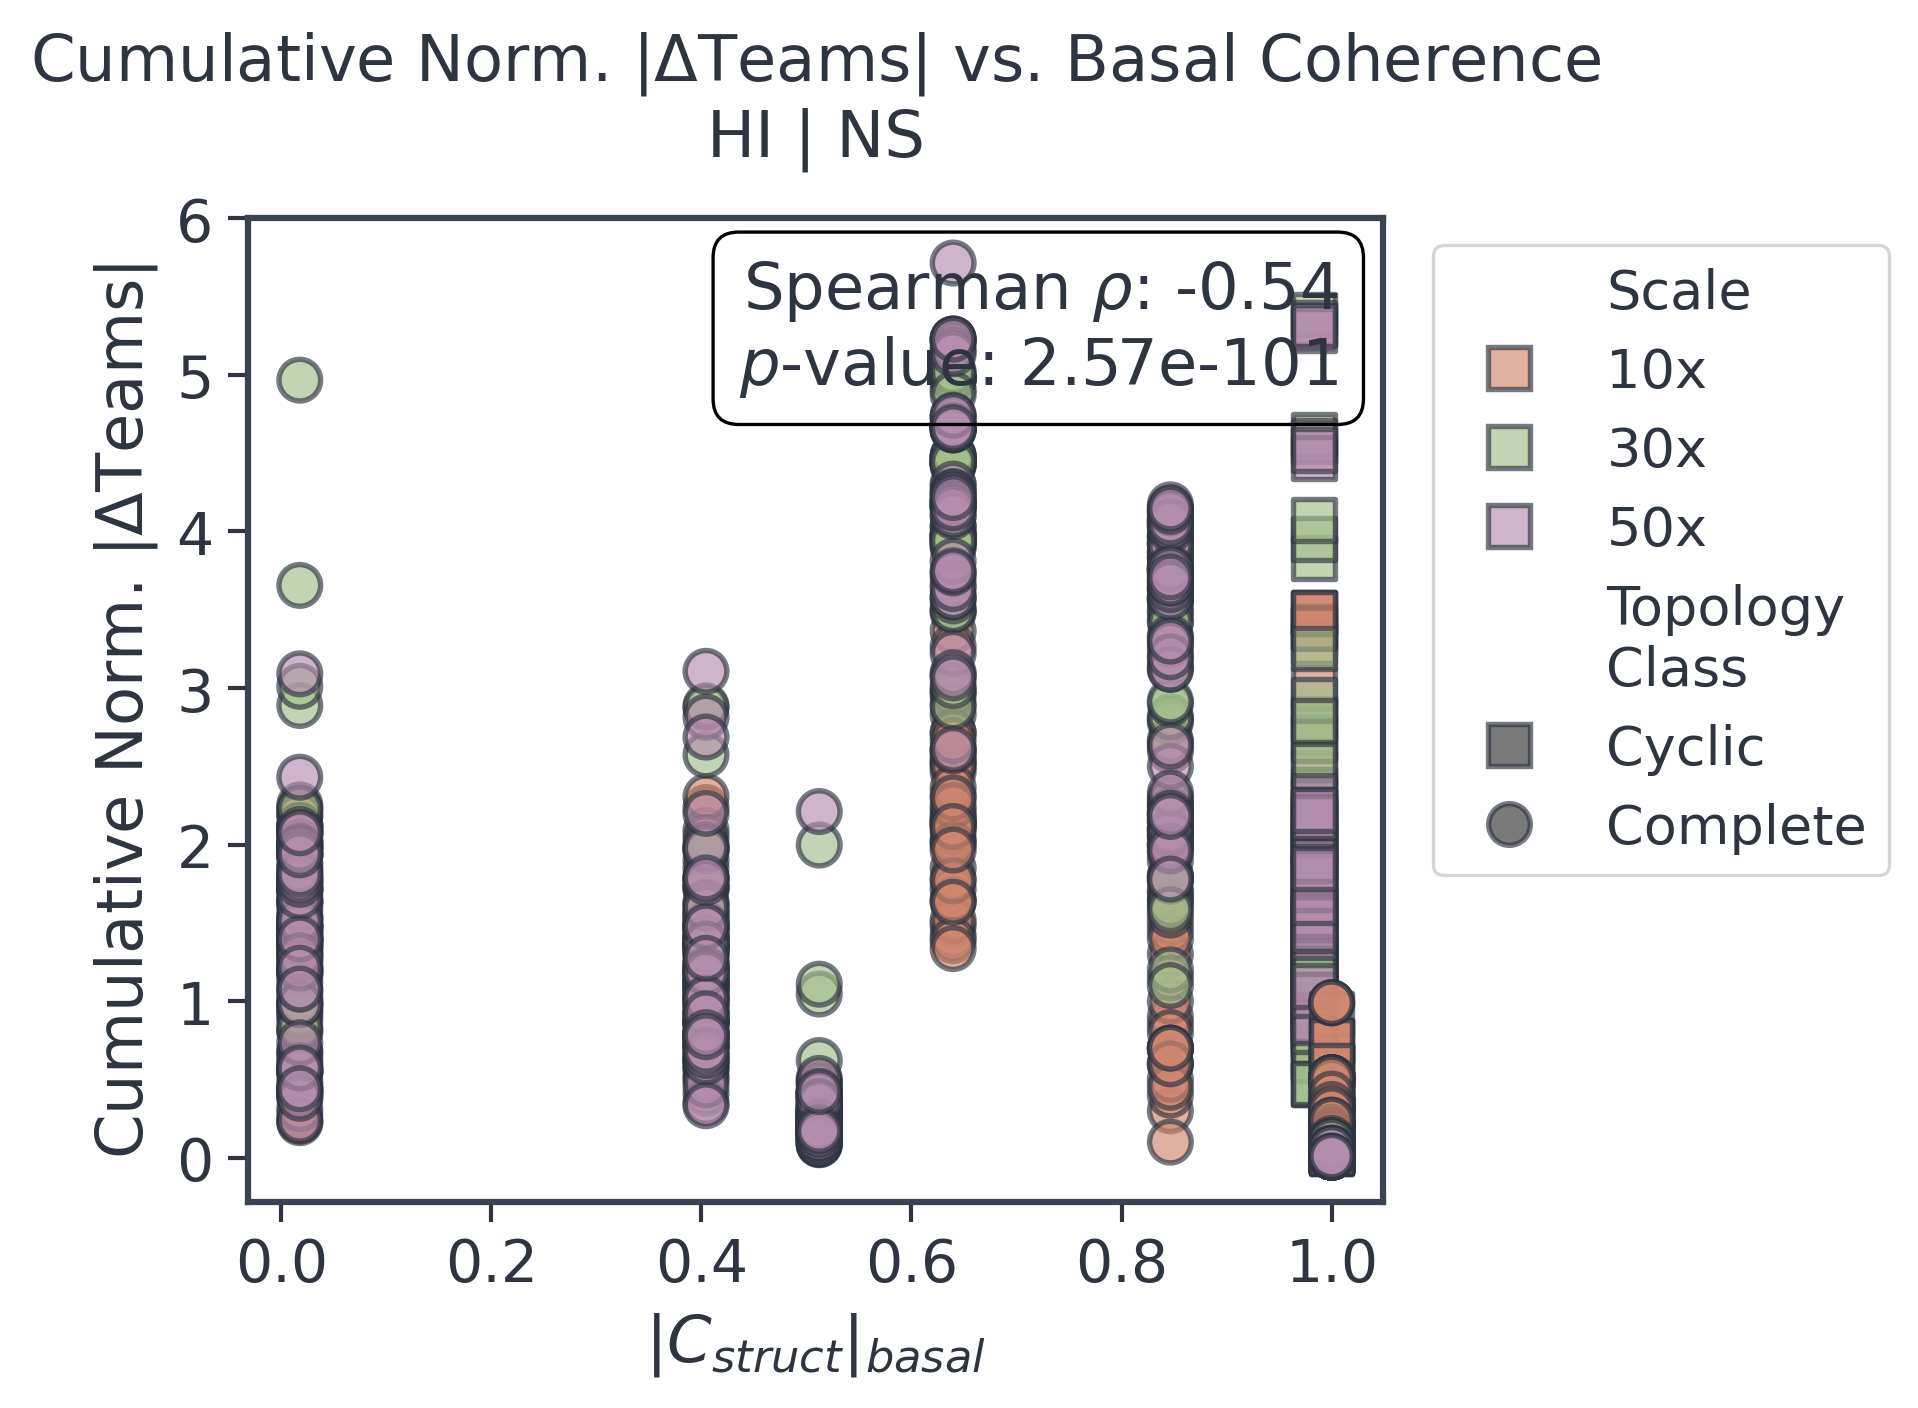 Cumulative Norm. |ΔTeams| vs. Basal Coherence
HI | NS
Cumulative Norm. |ΔTeams|
6
5
4
3
2
1
0
Spearman ρ: -0.54
p-value: 2.57e-101
0.0 0.2 0.4 0.6 0.8 1.0
|C_struct|_basal
Scale
10x
30x
50x
Topology
Class
Cyclic
Complete